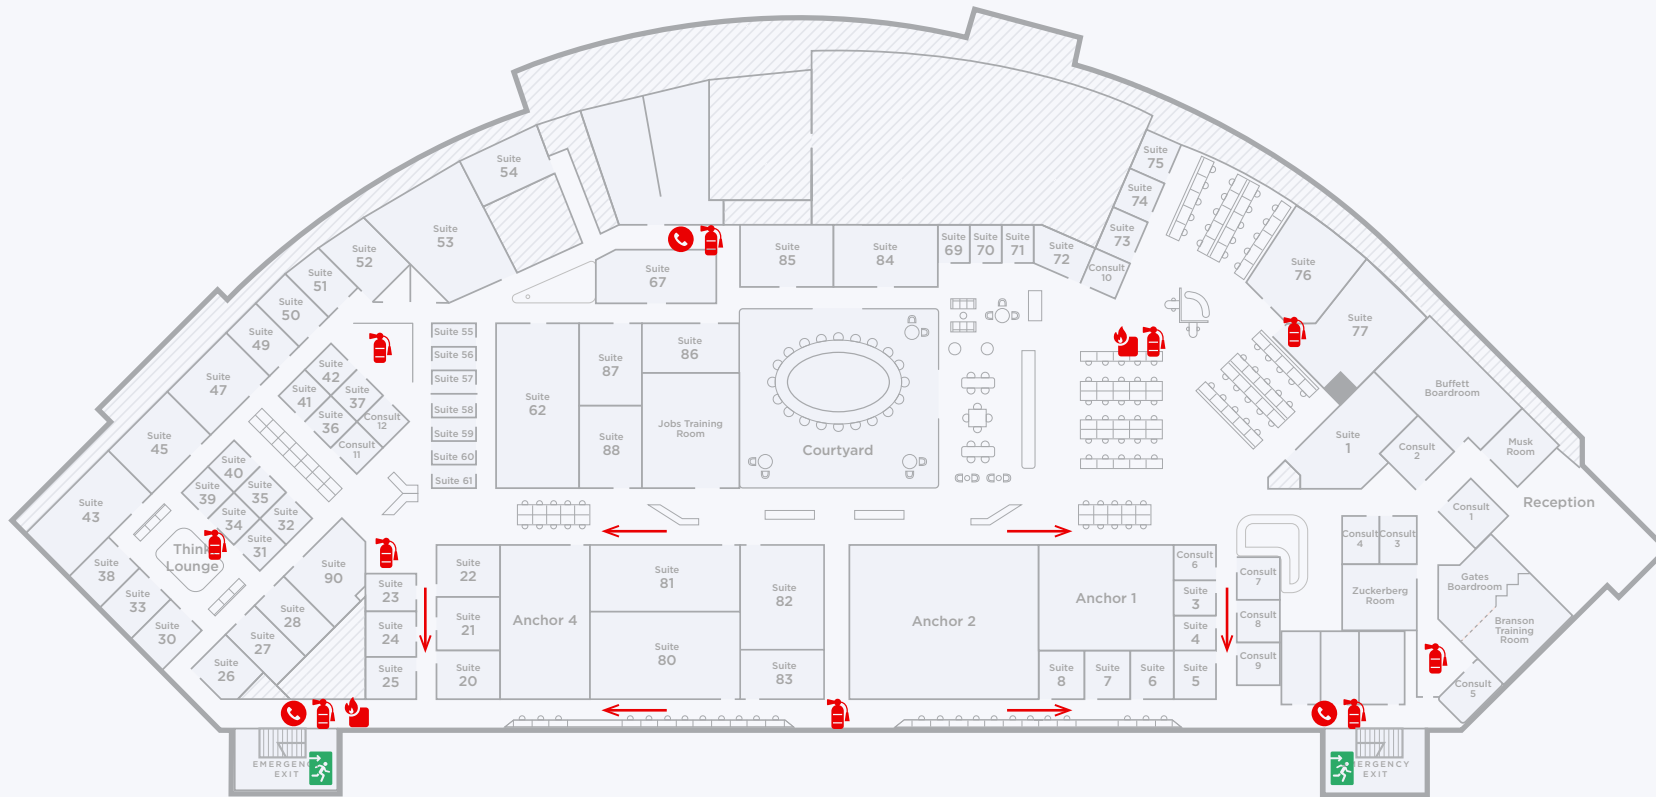 Suite
75
Suite
54
Suite
74
Suite
53
Suite
73
Suite
52
Suite
85
Suite
84
Suite
69
Suite
70
Suite
71
Suite
72
Consult
10
Suite
51
Suite
67
Suite
76
Suite
50
Suite
77
Suite
49
Suite 55
Suite 56
Suite 57
Suite 58
Suite 59
Suite 60
Suite 61
Suite
86
Suite
87
Suite
62
Suite
88
Jobs Training
Room
Courtyard
Suite
47
Suite
42
Suite
41
Suite
37
Suite
36
Consult
12
Consult
11
Buffett
Boardroom
Musk
Room
Suite
1
Consult
2
Reception
Suite
45
Suite
40
Suite
39
Suite
35
Suite
34
Suite
32
Suite
31
Suite
43
Think
Lounge
Suite
38
Suite
33
Suite
30
Suite
90
Suite
28
Suite
27
Suite
26
Suite
23
Suite
24
Suite
25
Suite
22
Suite
21
Suite
20
Anchor 4
Suite
81
Suite
80
Suite
82
Suite
83
Anchor 2
Anchor 1
Consult
6
Suite
3
Suite
4
Suite
5
Suite
8
Suite
7
Suite
6
Consult
7
Consult
8
Consult
9
Consult
4
Consult
3
Consult
1
Zuckerberg
Room
Gates
Boardroom
Branson
Training
Room
Consult
5
EMERGENC
EXIT
ERGENCY
EXIT